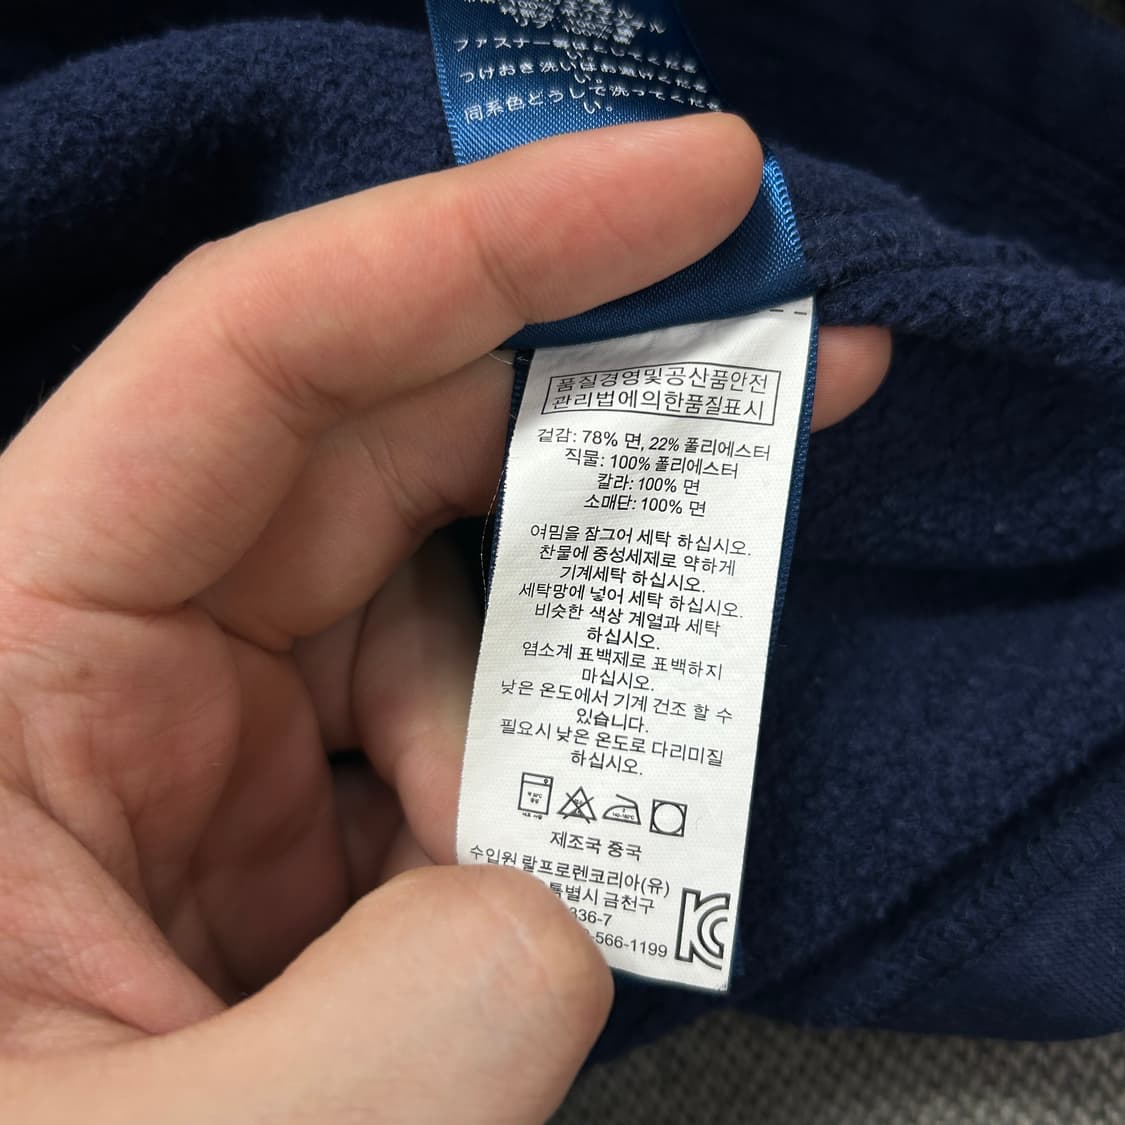 ファスナー等はとじてくださ
い。
つけおき洗いはお避けくださ
い。
同系色どうしで洗ってくださ
い。
품질경영및공산품안전
관리법에의한품질표시
겉감: 78% 면, 22% 폴리에스터
직물: 100% 폴리에스터
칼라: 100% 면
소매단: 100% 면
여밈을 잠그어 세탁 하십시오.
찬물에 중성세제로 약하게
기계세탁 하십시오.
세탁망에 넣어 세탁 하십시오.
비슷한 색상 계열과 세탁
하십시오.
염소계 표백제로 표백하지
마십시오.
낮은 온도에서 기계 건조 할 수
있습니다.
필요시 낮은 온도로 다리미질
하십시오.
제조국 중국
수입원 랄프로렌코리아(유)
특별시 금천구
336-7
-566-1199